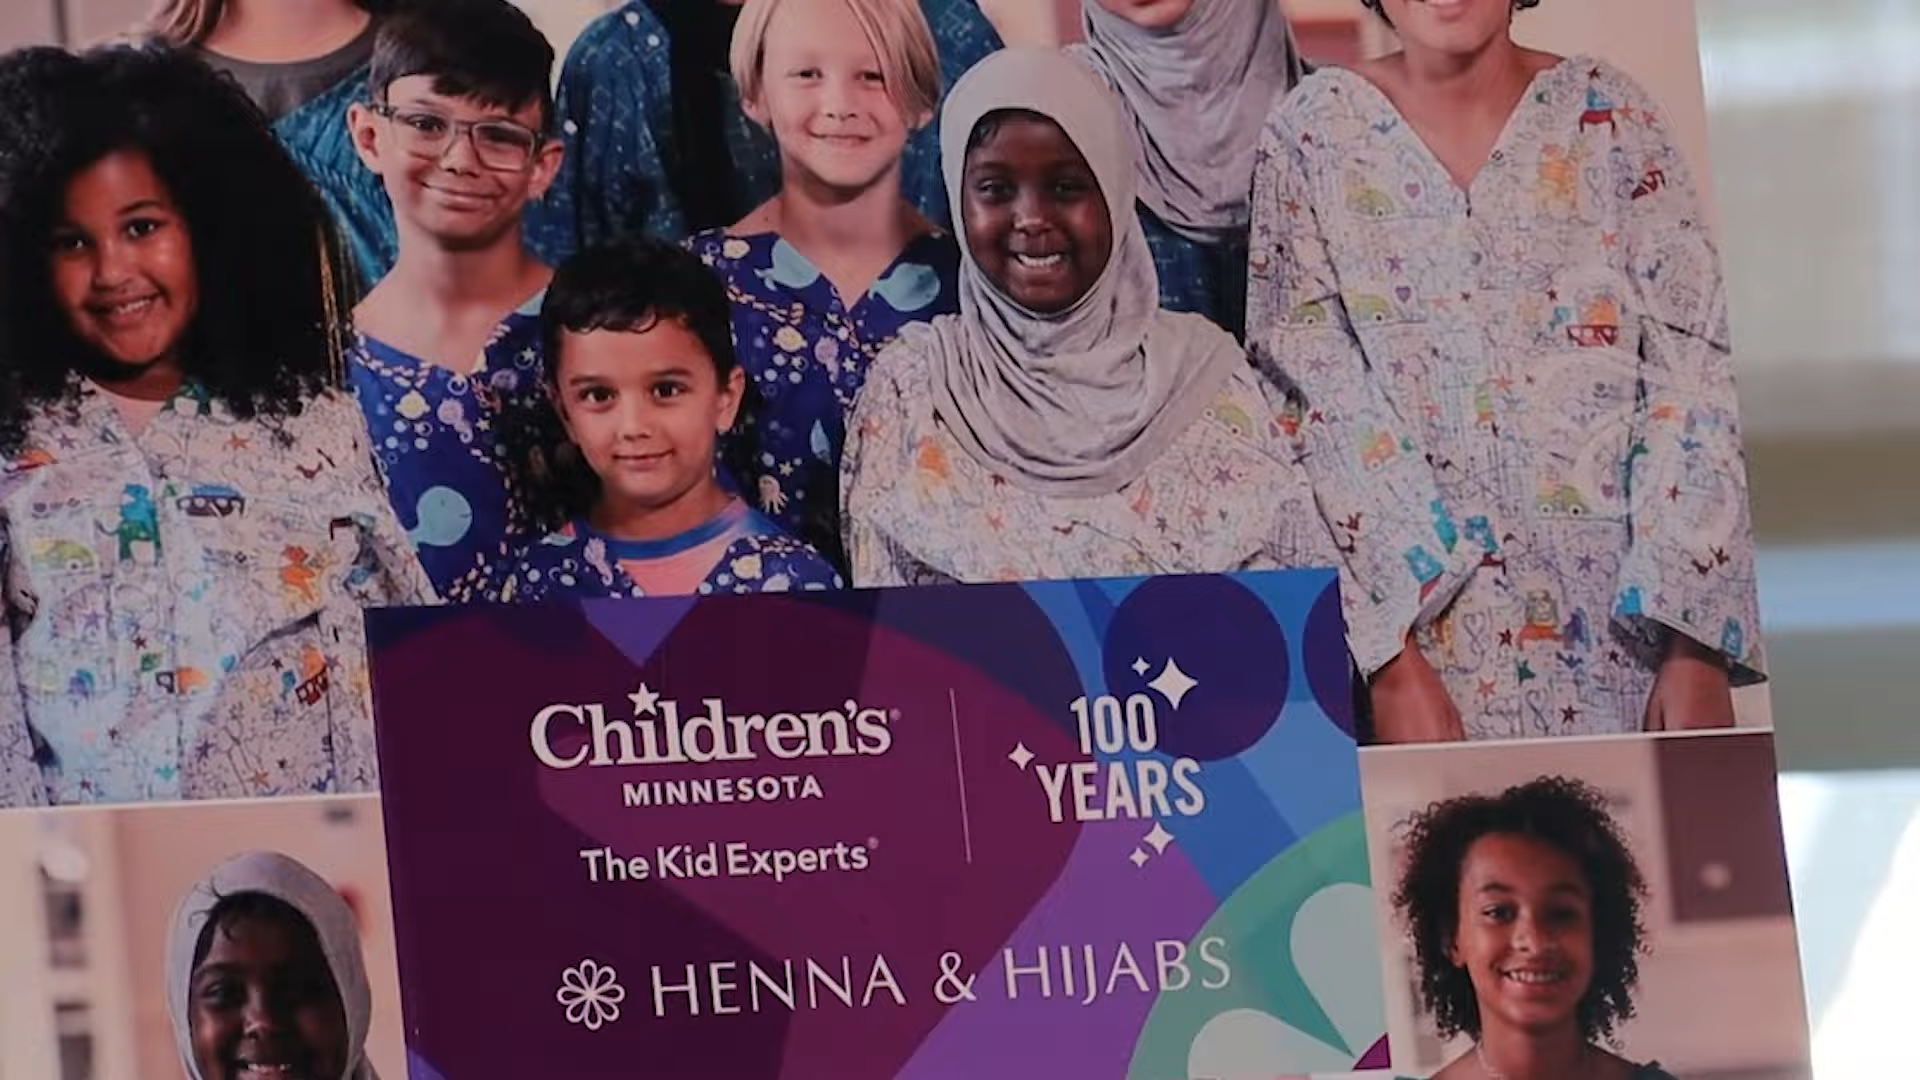 Children's®
MINNESOTA
The Kid Experts®
100
YEARS
HENNA & HIJABS